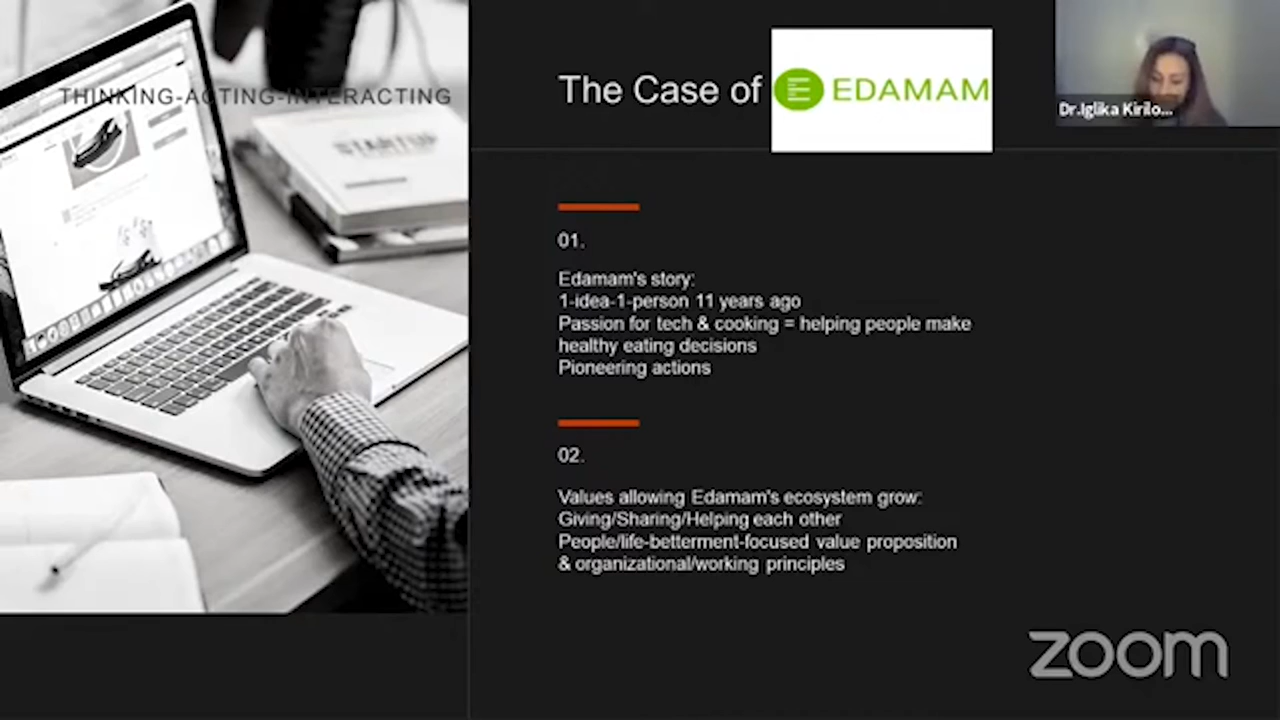 THINKING-ACTING-INTERACTING
STARTUP
The Case of EDAMAM
Dr.Iglika Kirilo...
01.
Edamam's story:
1-idea-1-person 11 years ago
Passion for tech & cooking = helping people make
healthy eating decisions
Pioneering actions
02.
Values allowing Edamam's ecosystem grow:
Giving/Sharing/Helping each other
People/life-betterment-focused value proposition
& organizational/working principles
zoom